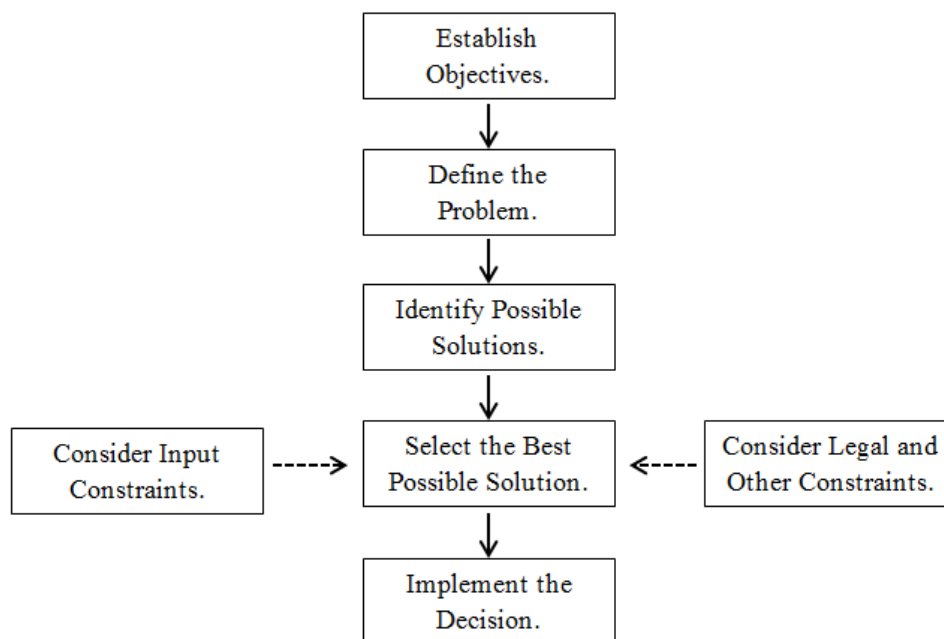 Establish
Objectives.
Define the
Problem.
Identify Possible
Solutions.
Consider Input
Constraints.
Select the Best
Possible Solution.
Consider Legal and
Other Constraints.
Implement the
Decision.